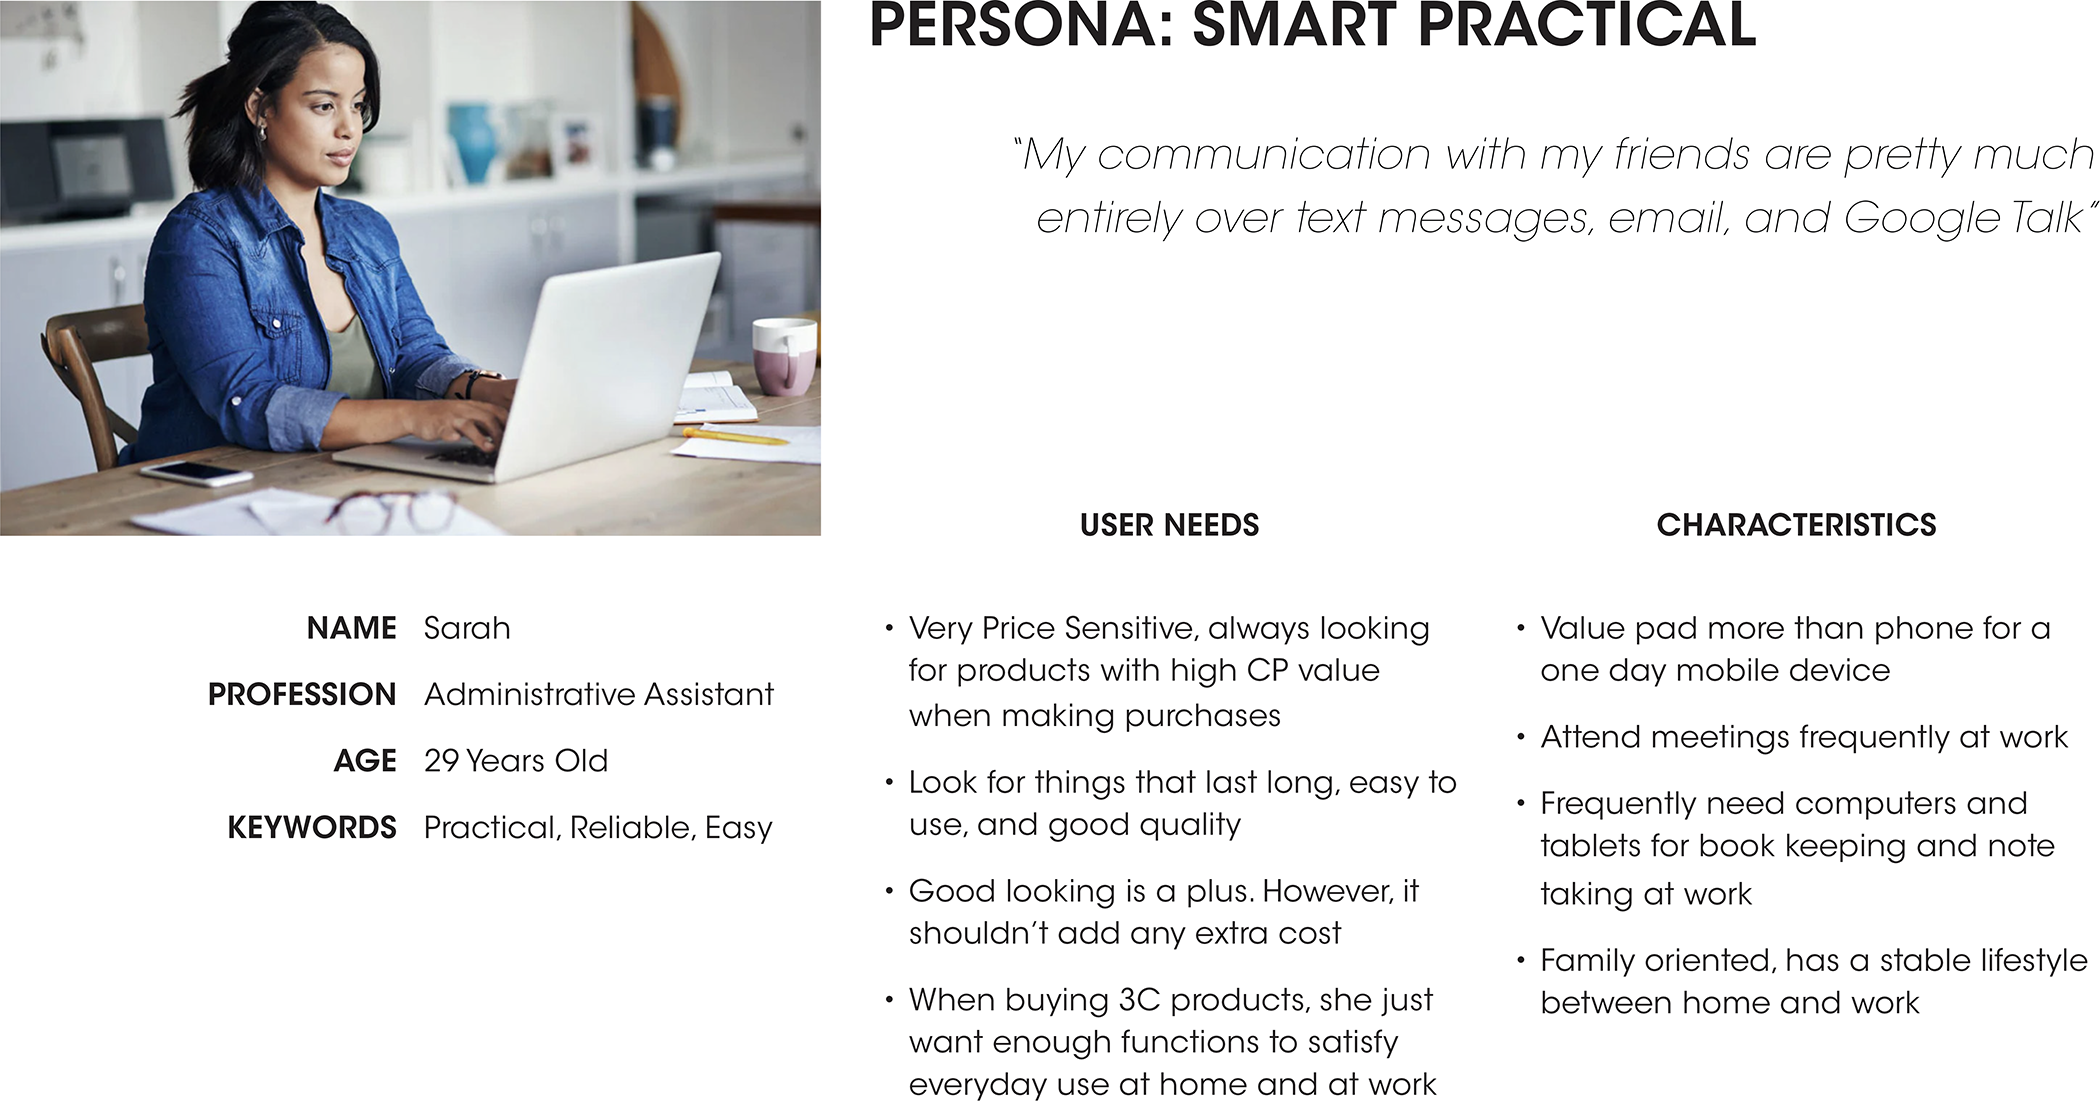 PERSONA: SMART PRACTICAL
“My communication with my friends are pretty much
entirely over text messages, email, and Google Talk”
NAME Sarah
PROFESSION Administrative Assistant
AGE 29 Years Old
KEYWORDS Practical, Reliable, Easy
USER NEEDS
• Very Price Sensitive, always looking
for products with high CP value
when making purchases
• Look for things that last long, easy to
use, and good quality
• Good looking is a plus. However, it
shouldn’t add any extra cost
• When buying 3C products, she just
want enough functions to satisfy
everyday use at home and at work
CHARACTERISTICS
• Value pad more than phone for a
one day mobile device
• Attend meetings frequently at work
• Frequently need computers and
tablets for book keeping and note
taking at work
• Family oriented, has a stable lifestyle
between home and work